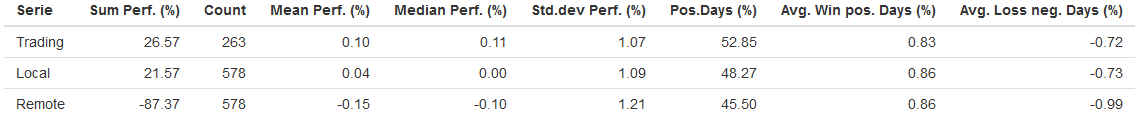 Serie Sum Perf. (%) Count Mean Perf. (%) Median Perf. (%) Std.dev Perf. (%) Pos.Days (%) Avg. Win pos. Days (%) Avg. Loss neg. Days (%)
Trading 26.57 263 0.10 0.11 1.07 52.85 0.83 -0.72
Local 21.57 578 0.04 0.00 1.09 48.27 0.86 -0.73
Remote -87.37 578 -0.15 -0.10 1.21 45.50 0.86 -0.99